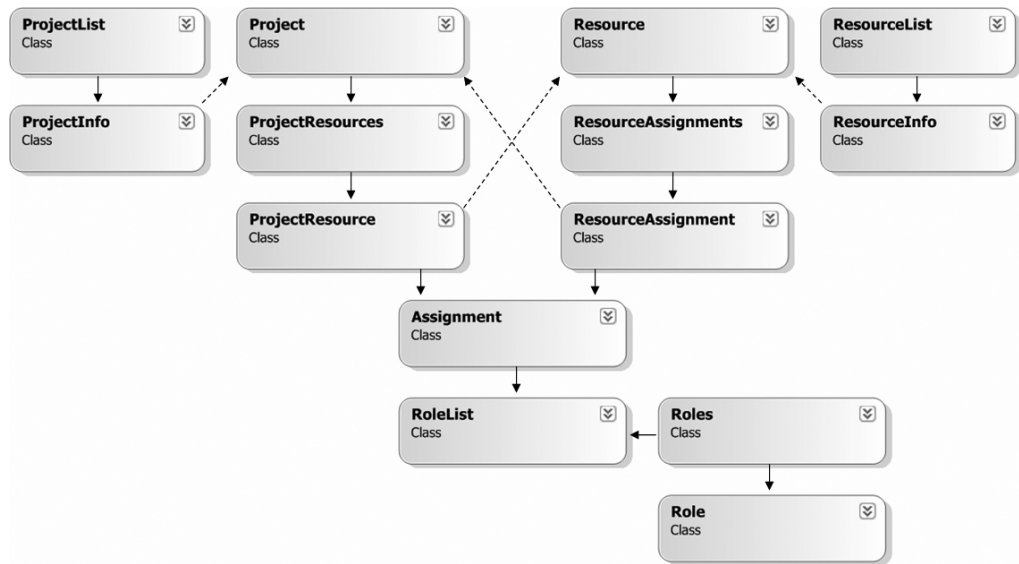 ProjectList
Class
Project
Class
Resource
Class
ResourceList
Class
ProjectInfo
Class
ProjectResources
Class
ResourceAssignments
Class
ResourceInfo
Class
ProjectResource
Class
ResourceAssignment
Class
Assignment
Class
RoleList
Class
Roles
Class
Role
Class